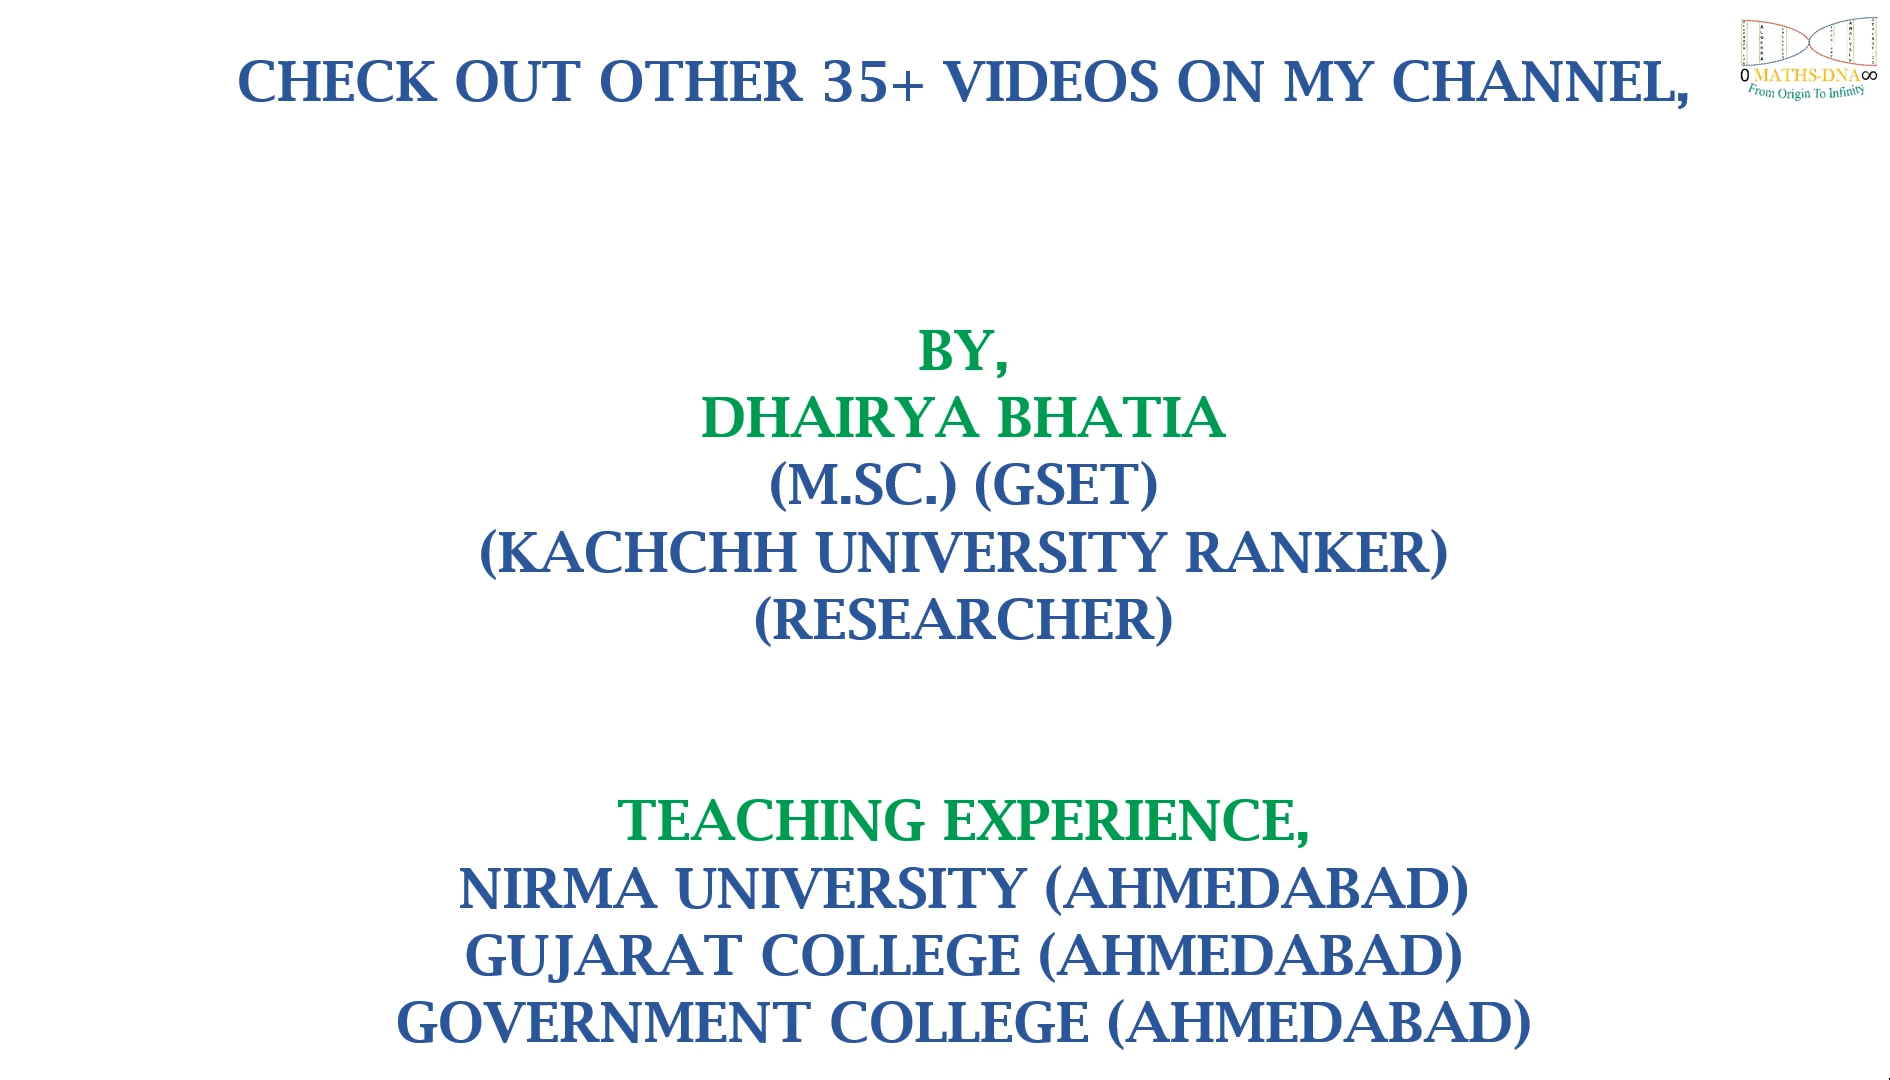 CHECK OUT OTHER 35+ VIDEOS ON MY CHANNEL,
0 MATHS-DNA∞
From Origin To Infinity
BY,
DHAIRYA BHATIA
(M.SC.) (GSET)
(KACHCHH UNIVERSITY RANKER)
(RESEARCHER)
TEACHING EXPERIENCE,
NIRMA UNIVERSITY (AHMEDABAD)
GUJARAT COLLEGE (AHMEDABAD)
GOVERNMENT COLLEGE (AHMEDABAD)